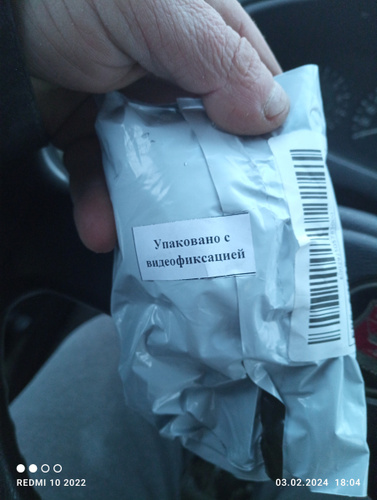 Упаковано с
видеофиксацией
REDMI 10 2022
03.02.2024 18:04